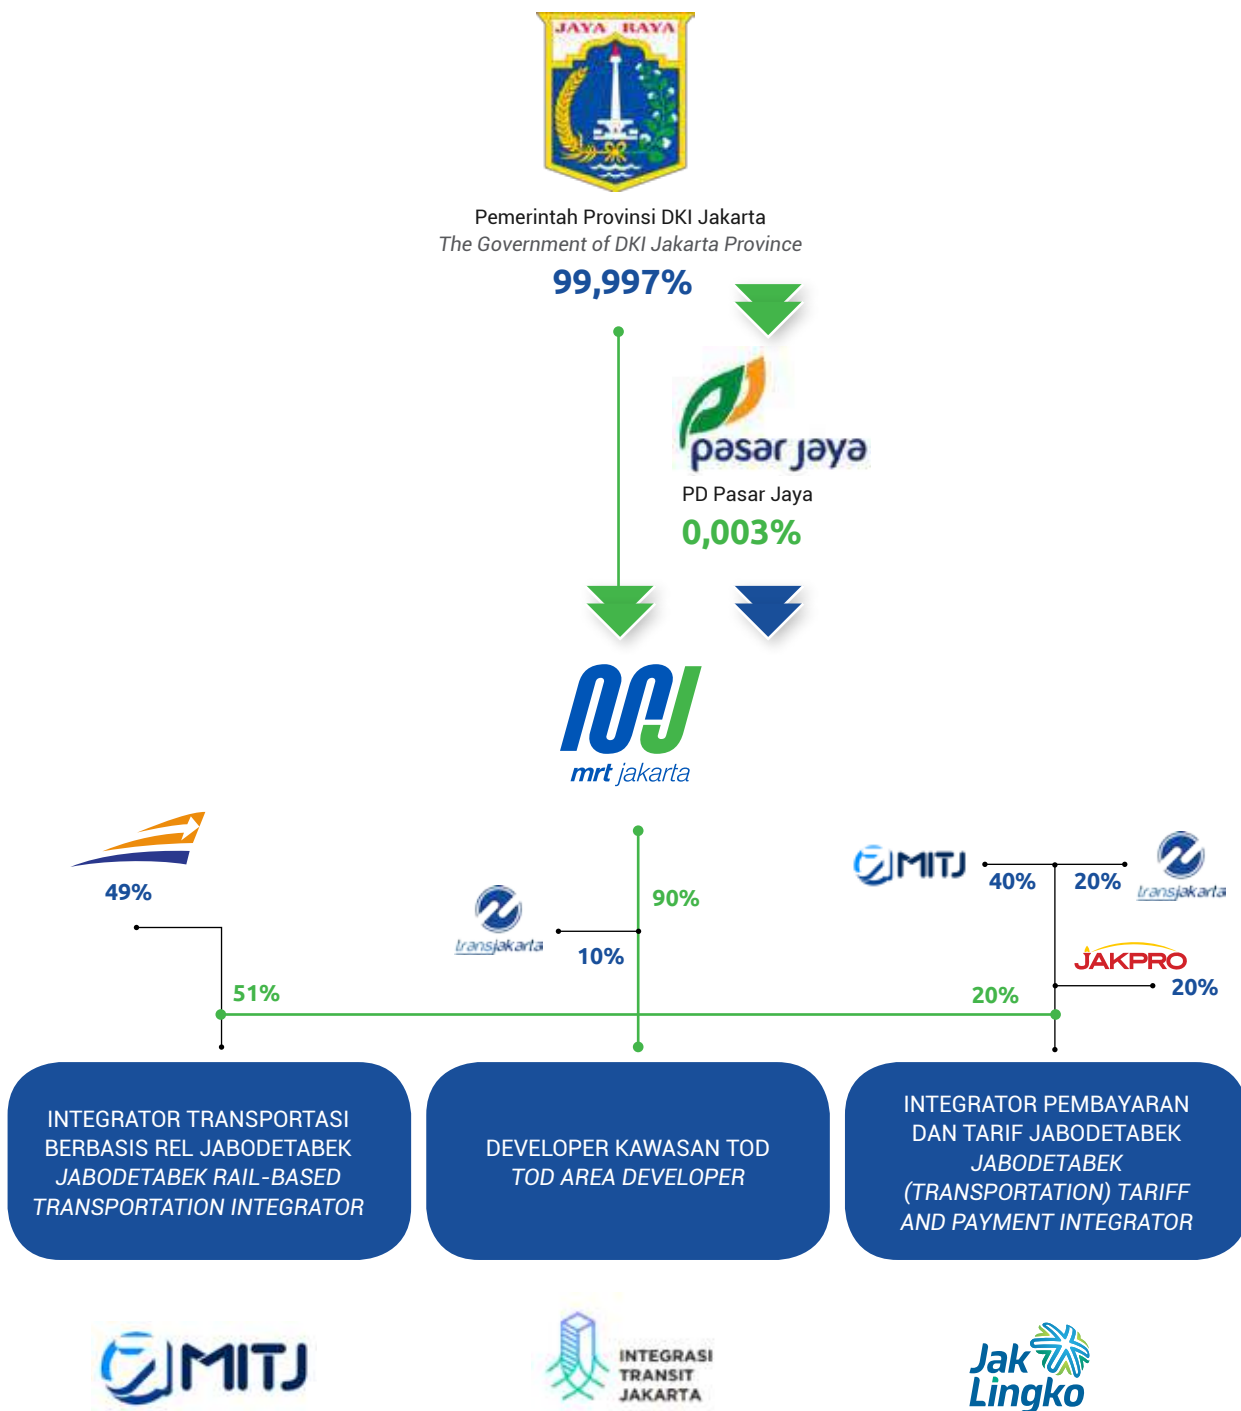 JAYA RAYA
Pemerintah Provinsi DKI Jakarta
The Government of DKI Jakarta Province
99,997%
pasar jaya
PD Pasar Jaya
0,003%
mrt jakarta
49%
transjakarta
10%
90%
MITJ
40%
20%
transjakarta
JAKPRO
20%
51%
20%
INTEGRATOR TRANSPORTASI
BERBASIS REL JABODETABEK
JABODETABEK RAIL-BASED
TRANSPORTATION INTEGRATOR
DEVELOPER KAWASAN TOD
TOD AREA DEVELOPER
INTEGRATOR PEMBAYARAN
DAN TARIF JABODETABEK
JABODETABEK
(TRANSPORTATION) TARIFF
AND PAYMENT INTEGRATOR
MITJ
INTEGRASI
TRANSIT
JAKARTA
Jak
Lingko